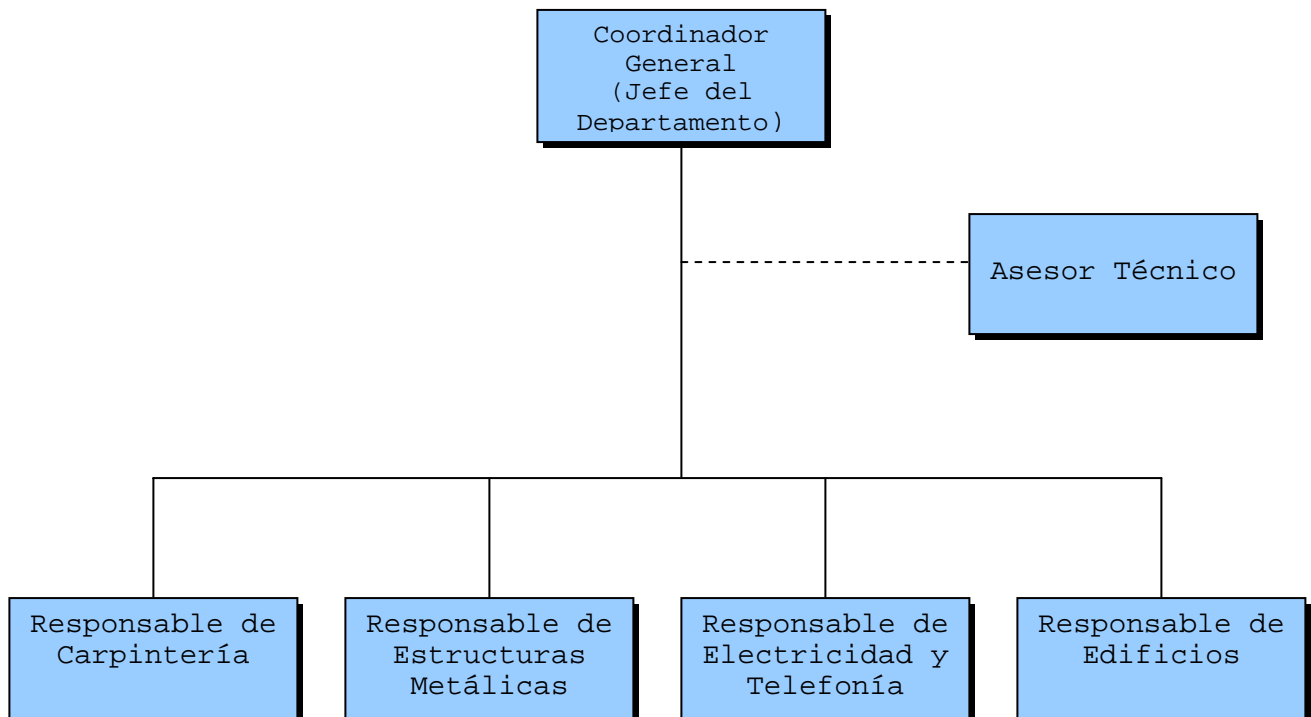 Coordinador
General
(Jefe del
Departamento)
Asesor Técnico
Responsable de
Carpintería
Responsable de
Estructuras
Metálicas
Responsable de
Electricidad y
Telefonía
Responsable de
Edificios